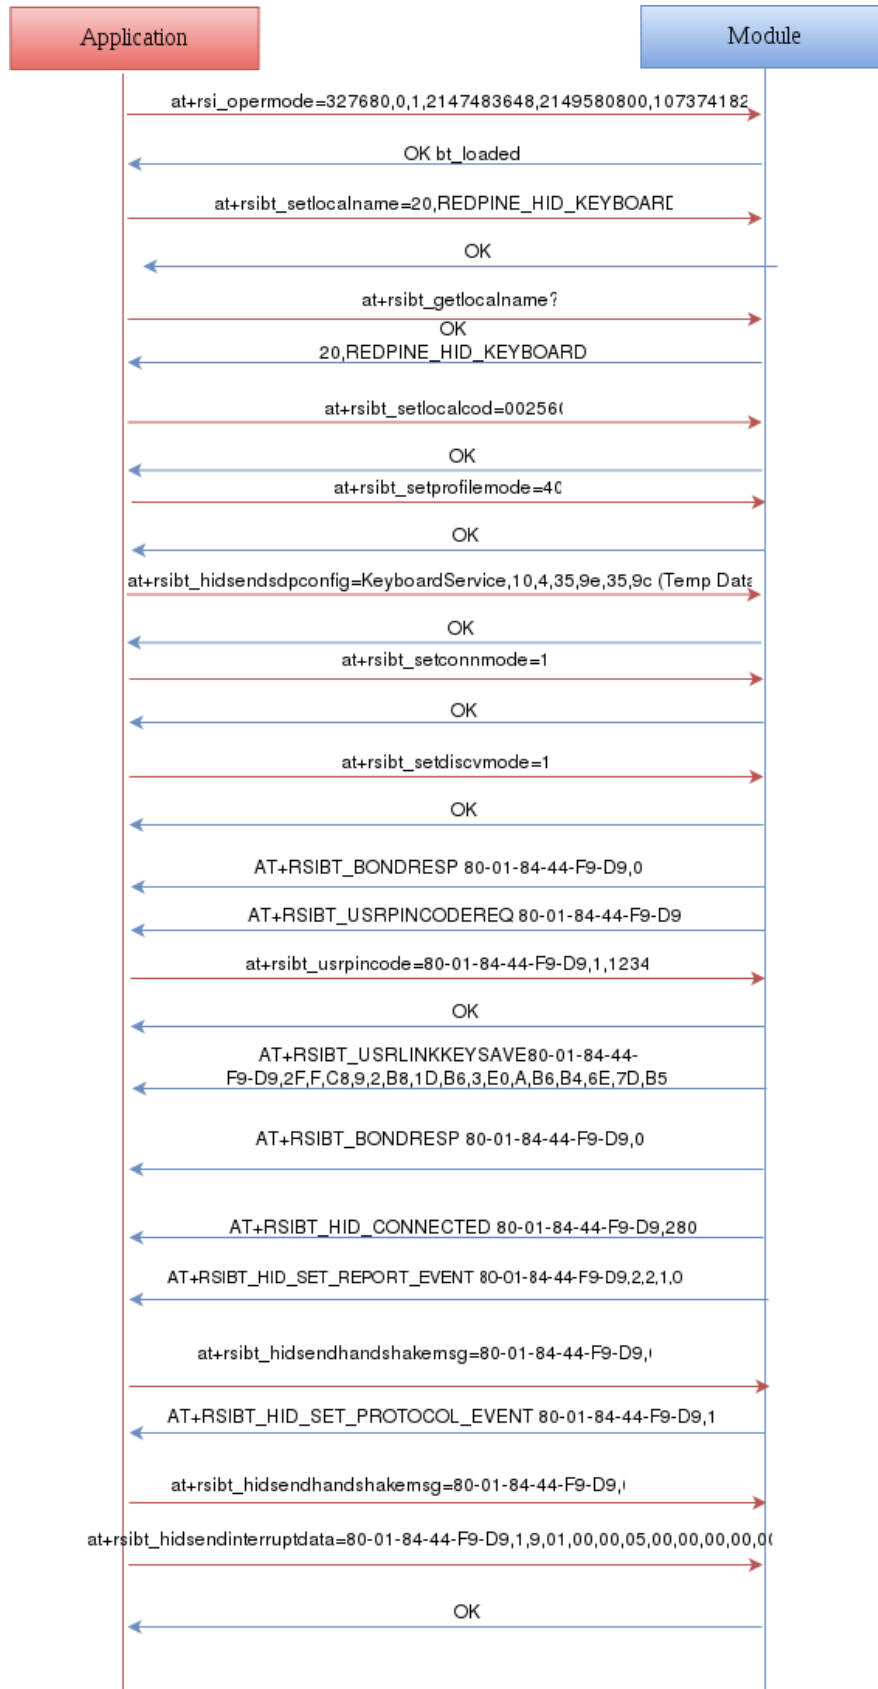 Application
Module
at+rsi_opermode=327680,0,1,2147483648,2149580800,107374182
OK bt_loaded
at+rsibt_setlocalname=20,REDPINE_HID_KEYBOARD
OK
at+rsibt_getlocalname?
OK
20,REDPINE_HID_KEYBOARD
at+rsibt_setlocalcod=002560
OK
at+rsibt_setprofilemode=40
OK
at+rsibt_hidsendsdpconfig=KeyboardService,10,4,35,9e,35,9c (Temp Data
OK
at+rsibt_setconnmode=1
OK
at+rsibt_setdiscvmode=1
OK
AT+RSIBT_BONDRESP 80-01-84-44-F9-D9,0
AT+RSIBT_USRPINCODEREQ 80-01-84-44-F9-D9
at+rsibt_usrpincode=80-01-84-44-F9-D9,1,1234
OK
AT+RSIBT_USRLINKKEYSAVE80-01-84-44-
F9-D9,2F,F,C8,9,2,B8,1D,B6,3,E0,A,B6,B4,6E,7D,B5
AT+RSIBT_BONDRESP 80-01-84-44-F9-D9,0
AT+RSIBT_HID_CONNECTED 80-01-84-44-F9-D9,280
AT+RSIBT_HID_SET_REPORT_EVENT 80-01-84-44-F9-D9,2,2,1,0
at+rsibt_hidsendhandshakemsg=80-01-84-44-F9-D9,
AT+RSIBT_HID_SET_PROTOCOL_EVENT 80-01-84-44-F9-D9,1
at+rsibt_hidsendhandshakemsg=80-01-84-44-F9-D9,
at+rsibt_hidsendinterruptdata=80-01-84-44-F9-D9,1,9,01,00,00,05,00,00,00,00,00
OK